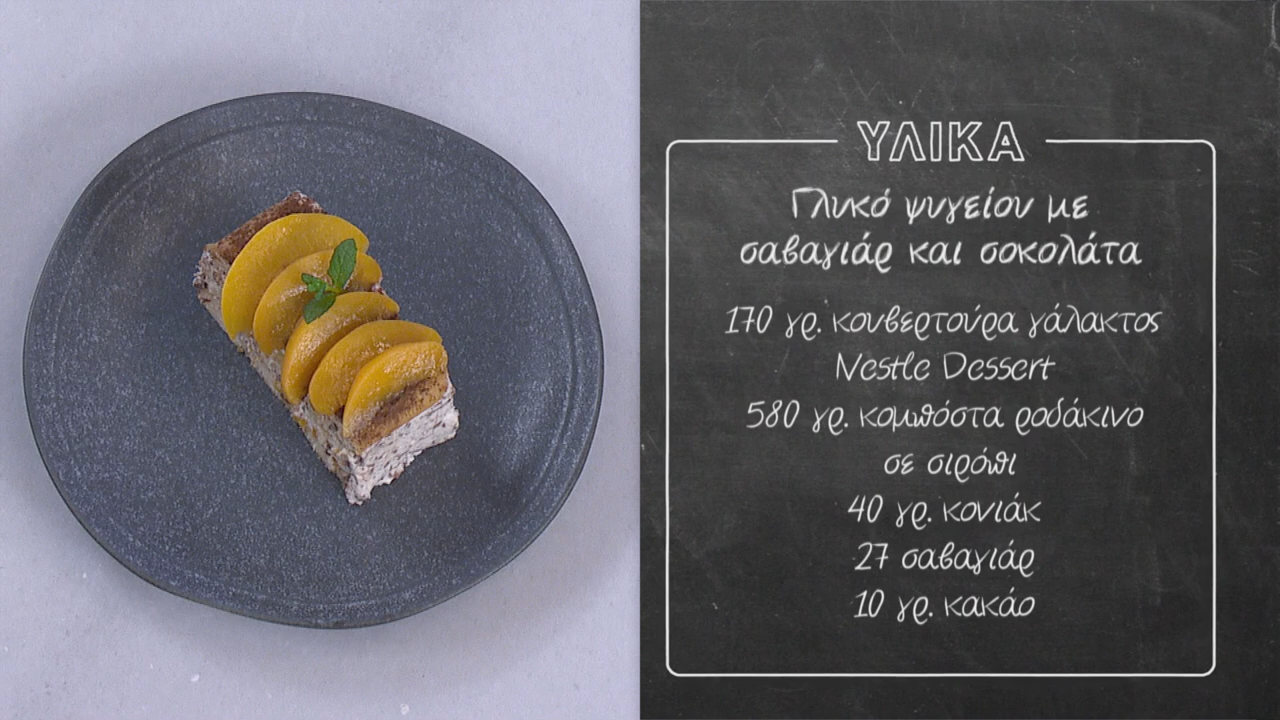 ΥΛΙΚΑ
Γλυκό ψυγείου με
σαβαγιάρ και σοκολάτα
170 γρ. κουβερτούρα γάλακτος
Nestle Dessert
580 γρ. κομπόστα ροδάκινο
σε σιρόπι
40 γρ. κονιάκ
27 σαβαγιάρ
10 γρ. κακάο